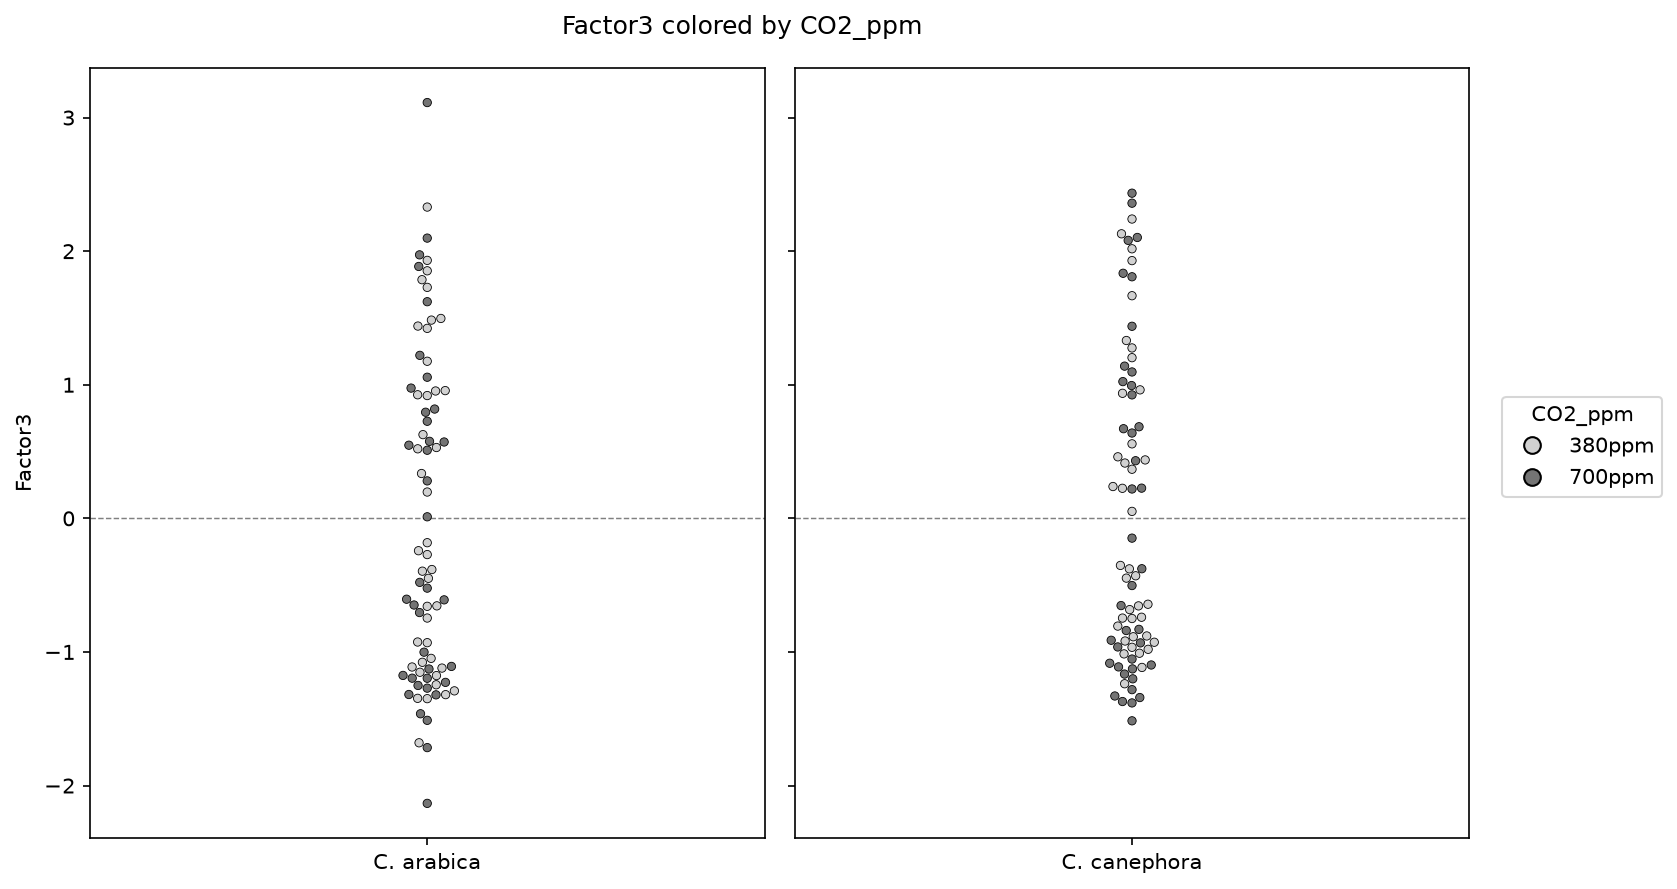 Factor3 colored by CO2_ppm
Factor3
3
2
1
0
−1
−2
C. arabica
C. canephora
CO2_ppm
380ppm
700ppm